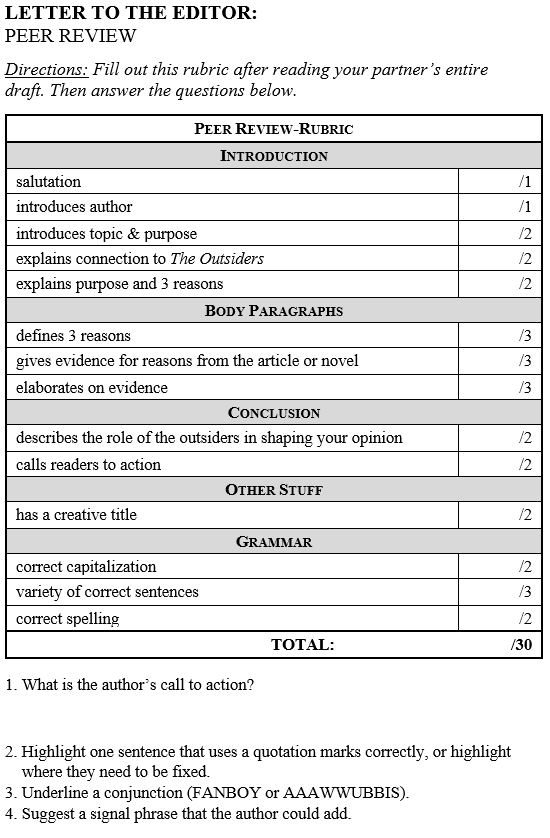 LETTER TO THE EDITOR:
PEER REVIEW
Directions: Fill out this rubric after reading your partner's entire
draft. Then answer the questions below.
PEER REVIEW-RUBRIC
INTRODUCTION
salutation /1
introduces author /1
introduces topic & purpose /2
explains connection to The Outsiders /2
explains purpose and 3 reasons /2
BODY PARAGRAPHS
defines 3 reasons /3
gives evidence for reasons from the article or novel /3
elaborates on evidence /3
CONCLUSION
describes the role of the outsiders in shaping your opinion /2
calls readers to action /2
OTHER STUFF
has a creative title /2
GRAMMAR
correct capitalization /2
variety of correct sentences /3
correct spelling /2
TOTAL: /30
1. What is the author's call to action?
2. Highlight one sentence that uses a quotation marks correctly, or highlight
where they need to be fixed.
3. Underline a conjunction (FANBOY or AAAWWUBBIS).
4. Suggest a signal phrase that the author could add.